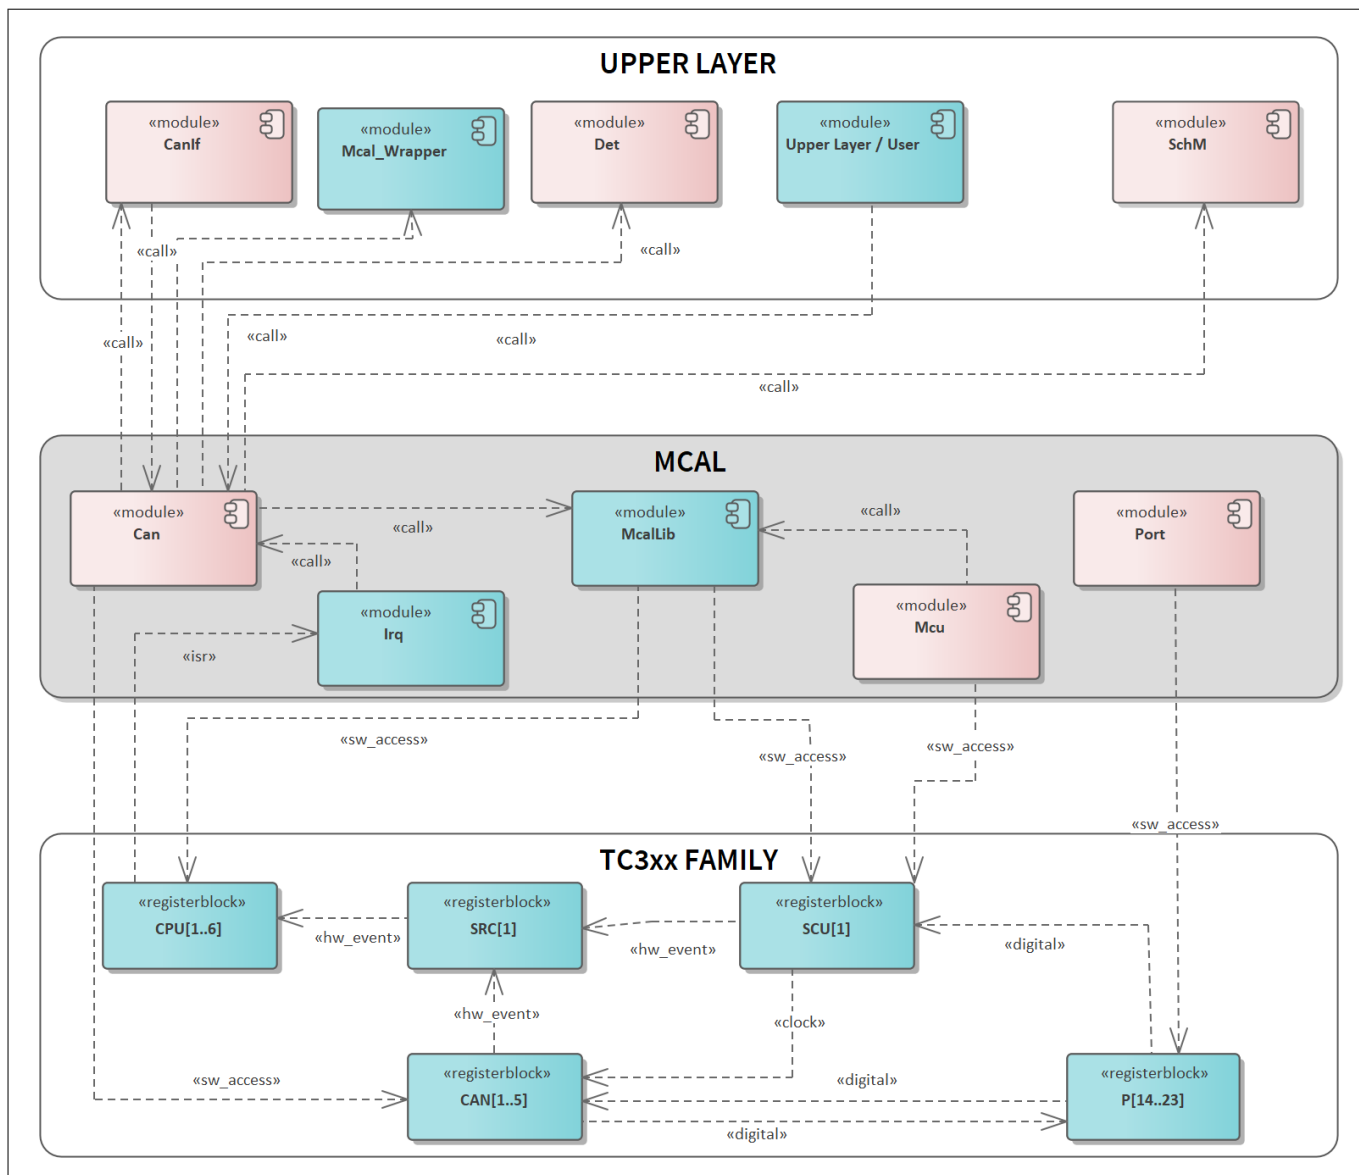 UPPER LAYER
«module»
CanIf
«module»
Mcal_Wrapper
«module»
Det
«module»
Upper Layer / User
«module»
SchM
«call»
«call»
«call»
«call»
«call»
«call»
MCAL
«module»
Can
«module»
McalLib
«module»
Port
«call»
«call»
«call»
«module»
Irq
«module»
Mcu
«isr»
«sw_access»
«sw_access»
«sw_access»
«sw_access»
TC3xx FAMILY
«registerblock»
CPU[1..6]
«registerblock»
SRC[1]
«registerblock»
SCU[1]
«hw_event»
«hw_event»
«digital»
«hw_event»
«clock»
«sw_access»
«registerblock»
CAN[1..5]
«digital»
«registerblock»
P[14..23]
«digital»